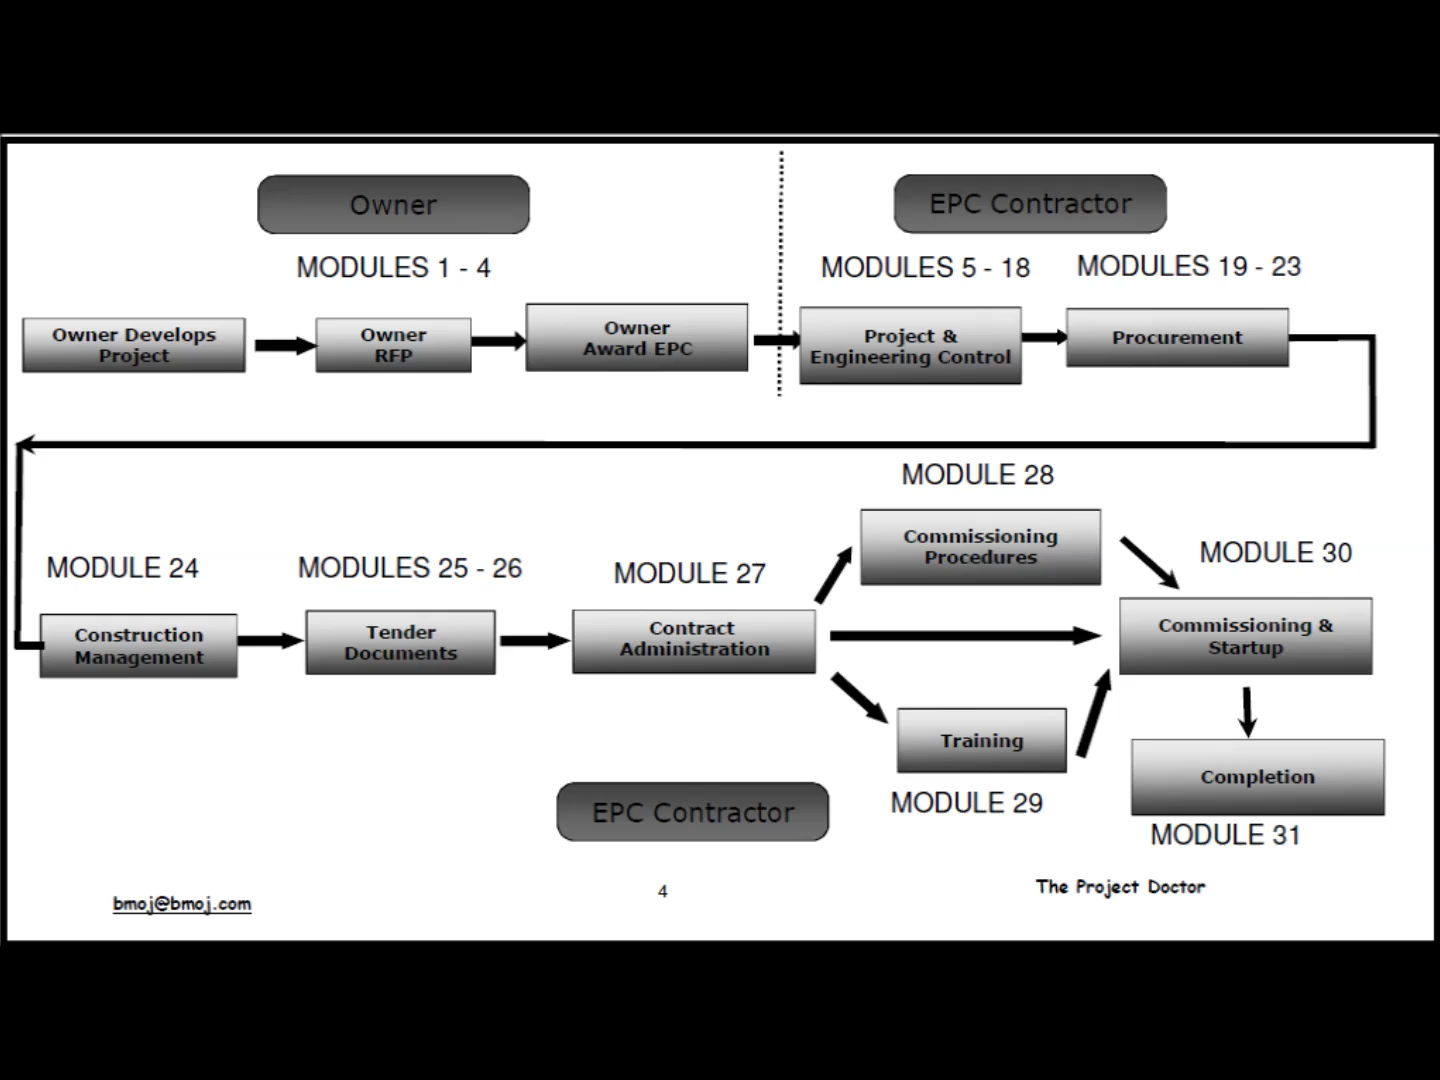 Owner
EPC Contractor
MODULES 1 - 4
MODULES 5 - 18
MODULES 19 - 23
Owner Develops
Project
Owner
RFP
Owner
Award EPC
Project &
Engineering Control
Procurement
MODULE 28
Commissioning
Procedures
MODULE 24
MODULES 25 - 26
MODULE 27
MODULE 30
Construction
Management
Tender
Documents
Contract
Administration
Commissioning &
Startup
Training
MODULE 29
Completion
MODULE 31
EPC Contractor
bmoj@bmoj.com
4
The Project Doctor